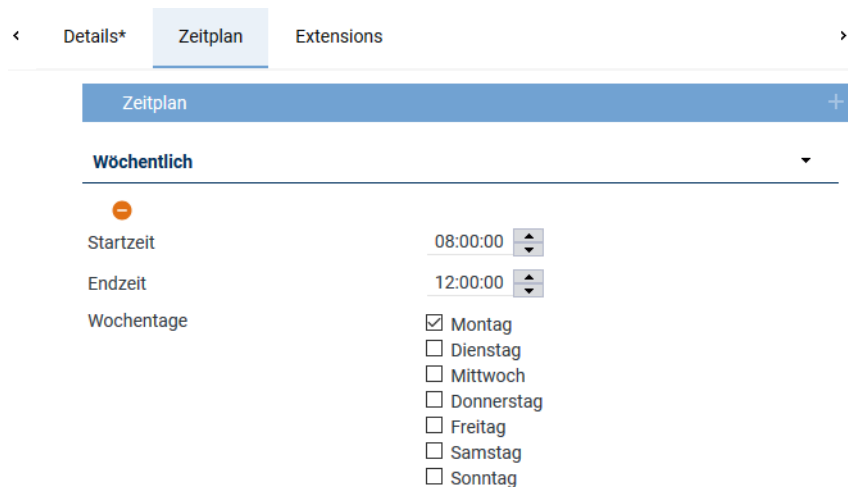 Details* Zeitplan Extensions
Zeitplan
Wöchentlich
Startzeit 08:00:00
Endzeit 12:00:00
Wochentage Montag
Dienstag
Mittwoch
Donnerstag
Freitag
Samstag
Sonntag